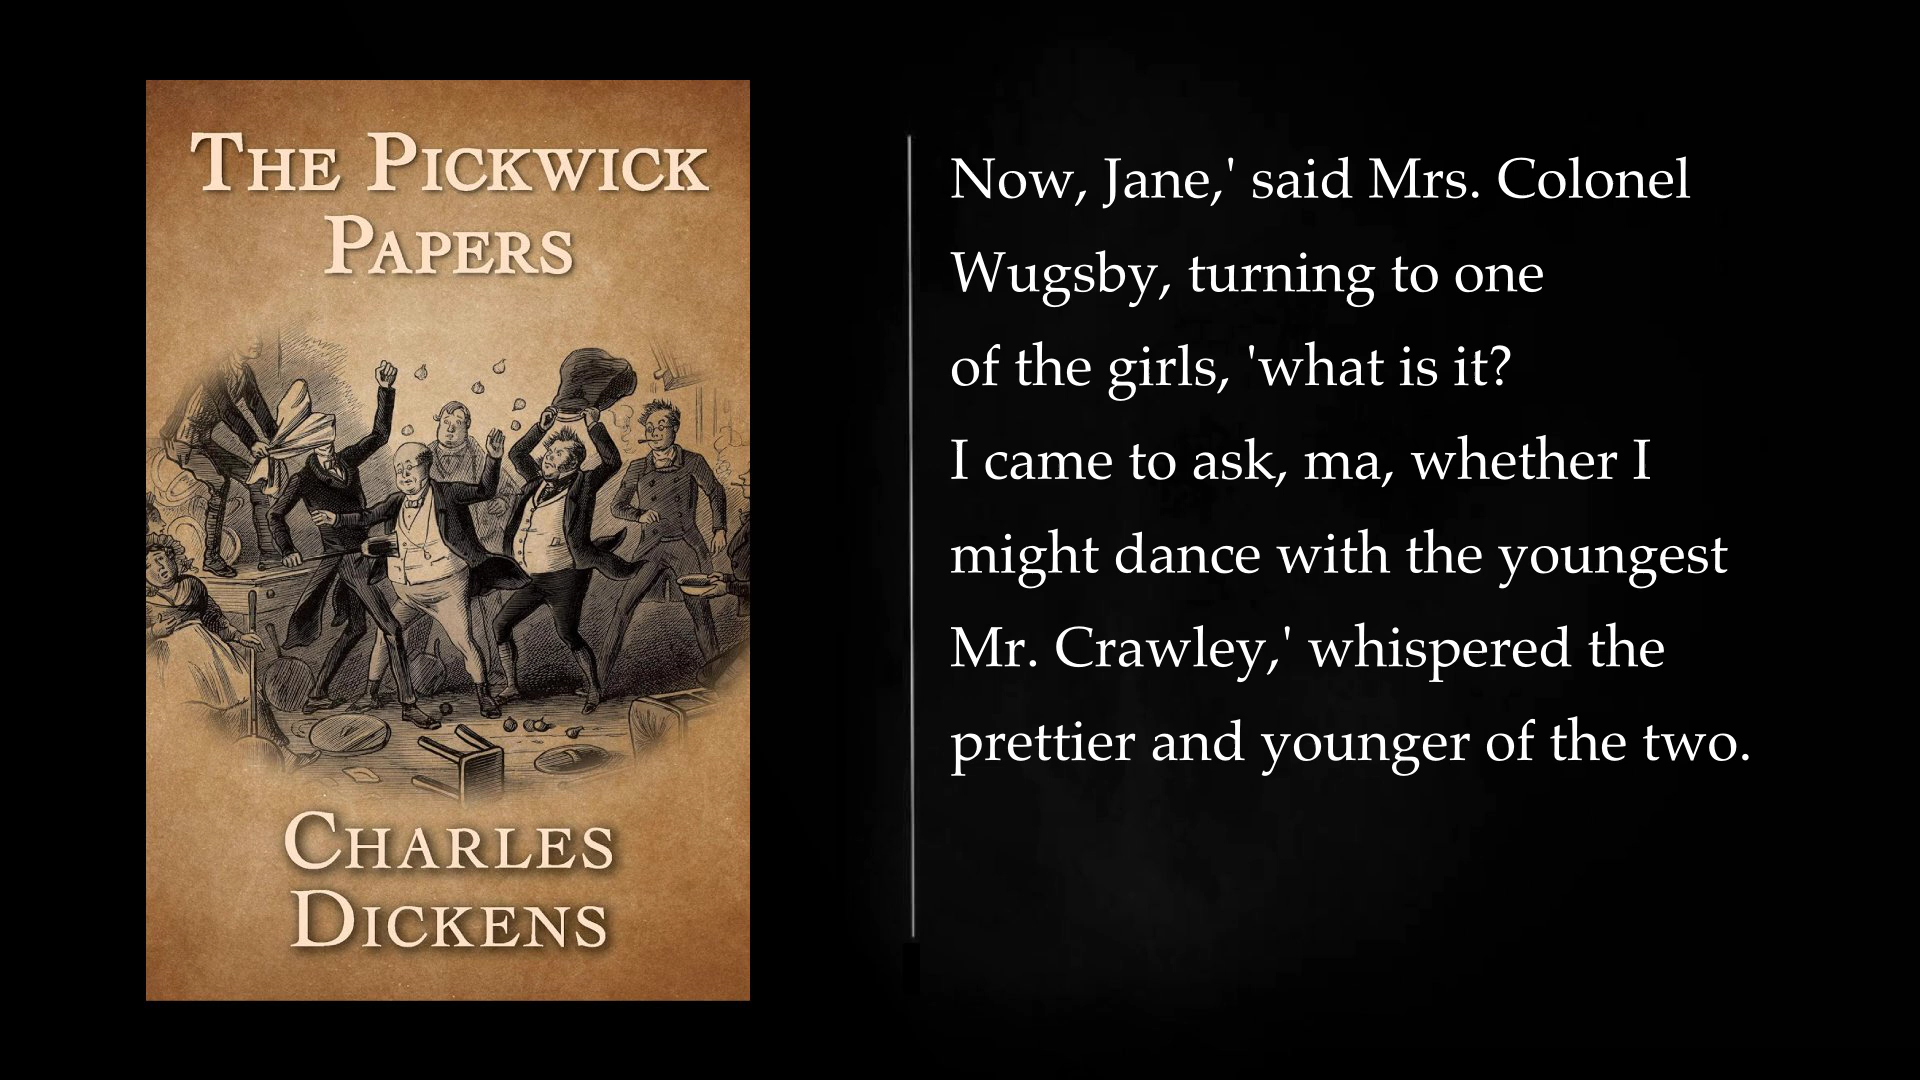 THE PICKWICK
PAPERS
CHARLES
DICKENS
Now, Jane,' said Mrs. Colonel
Wugsby, turning to one
of the girls, 'what is it?
I came to ask, ma, whether I
might dance with the youngest
Mr. Crawley,' whispered the
prettier and younger of the two.